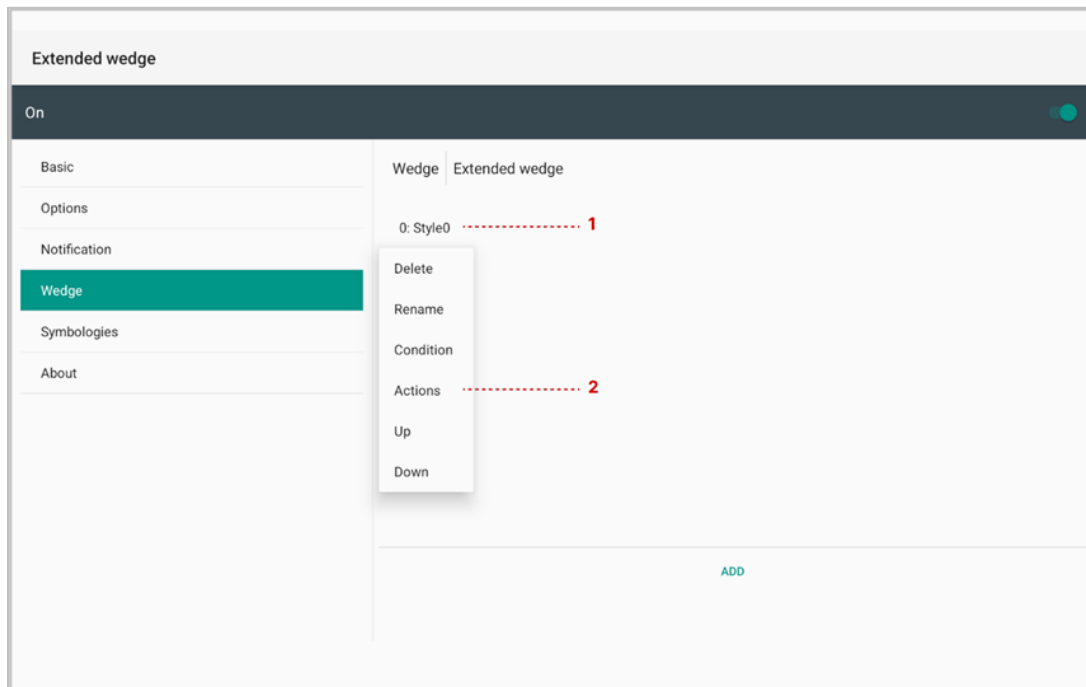 Extended wedge
On
Basic
Options
Notification
Wedge
Symbologies
About
Wedge Extended wedge
0: Style0 1
Delete
Rename
Condition
Actions 2
Up
Down
ADD